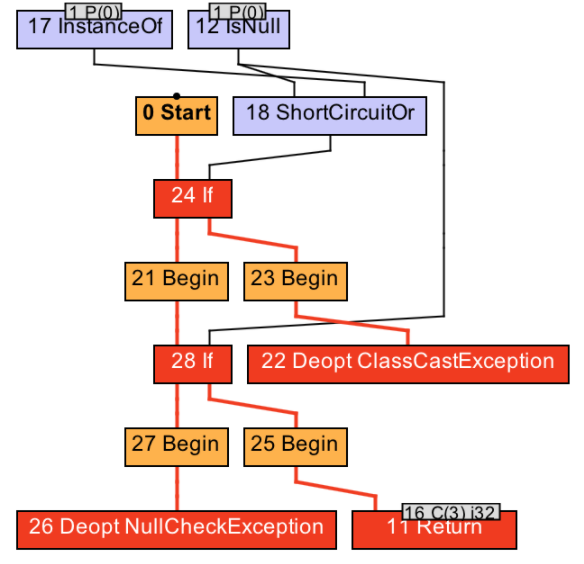 1 P(0)
1 P(0)
17 InstanceOf
12 IsNull
0 Start
18 ShortCircuitOr
24 If
21 Begin
23 Begin
28 If
22 Deopt ClassCastException
27 Begin
25 Begin
16 C(3) i32
26 Deopt NullCheckException
11 Return